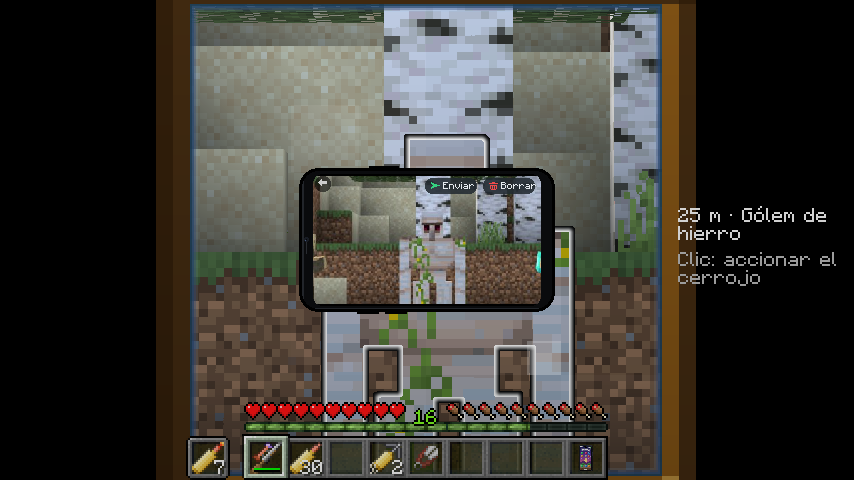 Enviar
Borrar
25 m · Gólem de
hierro
Clic: accionar el
cerrojo
16
7
30
2